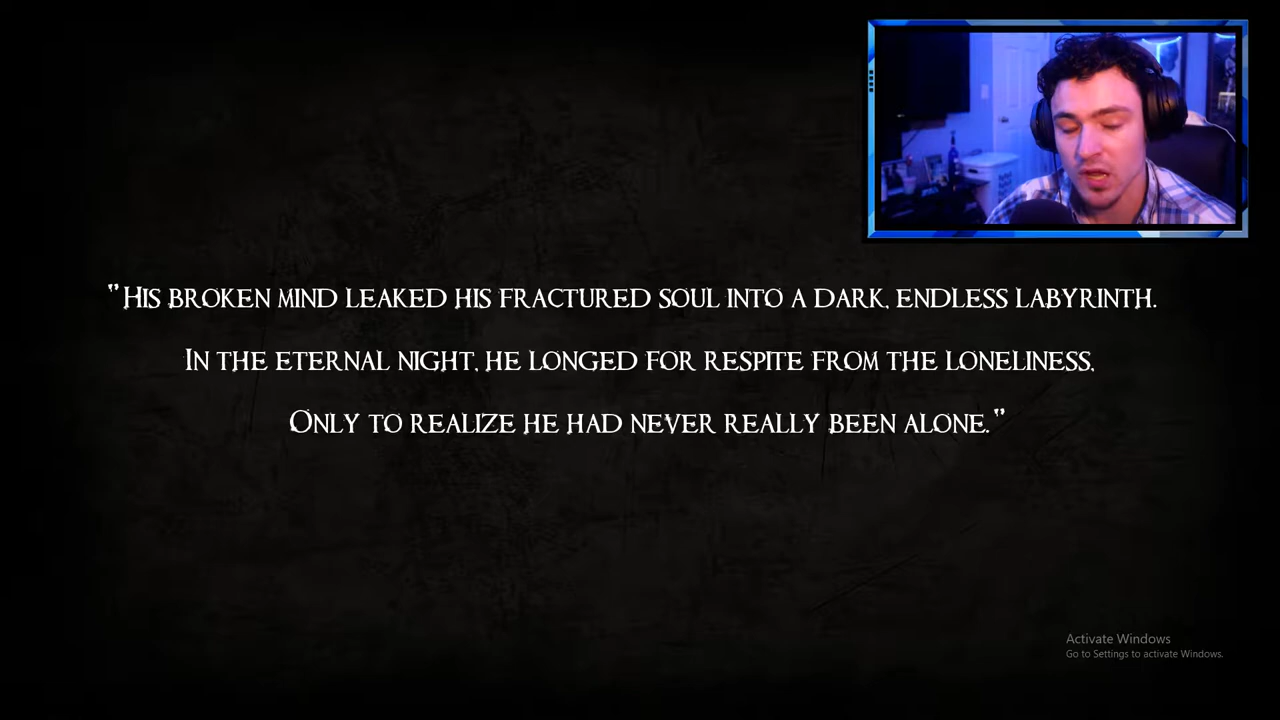 "His broken mind leaked his fractured soul into a dark, endless labyrinth.
In the eternal night, he longed for respite from the loneliness,
Only to realize he had never really been alone."
Activate Windows
Go to Settings to activate Windows.